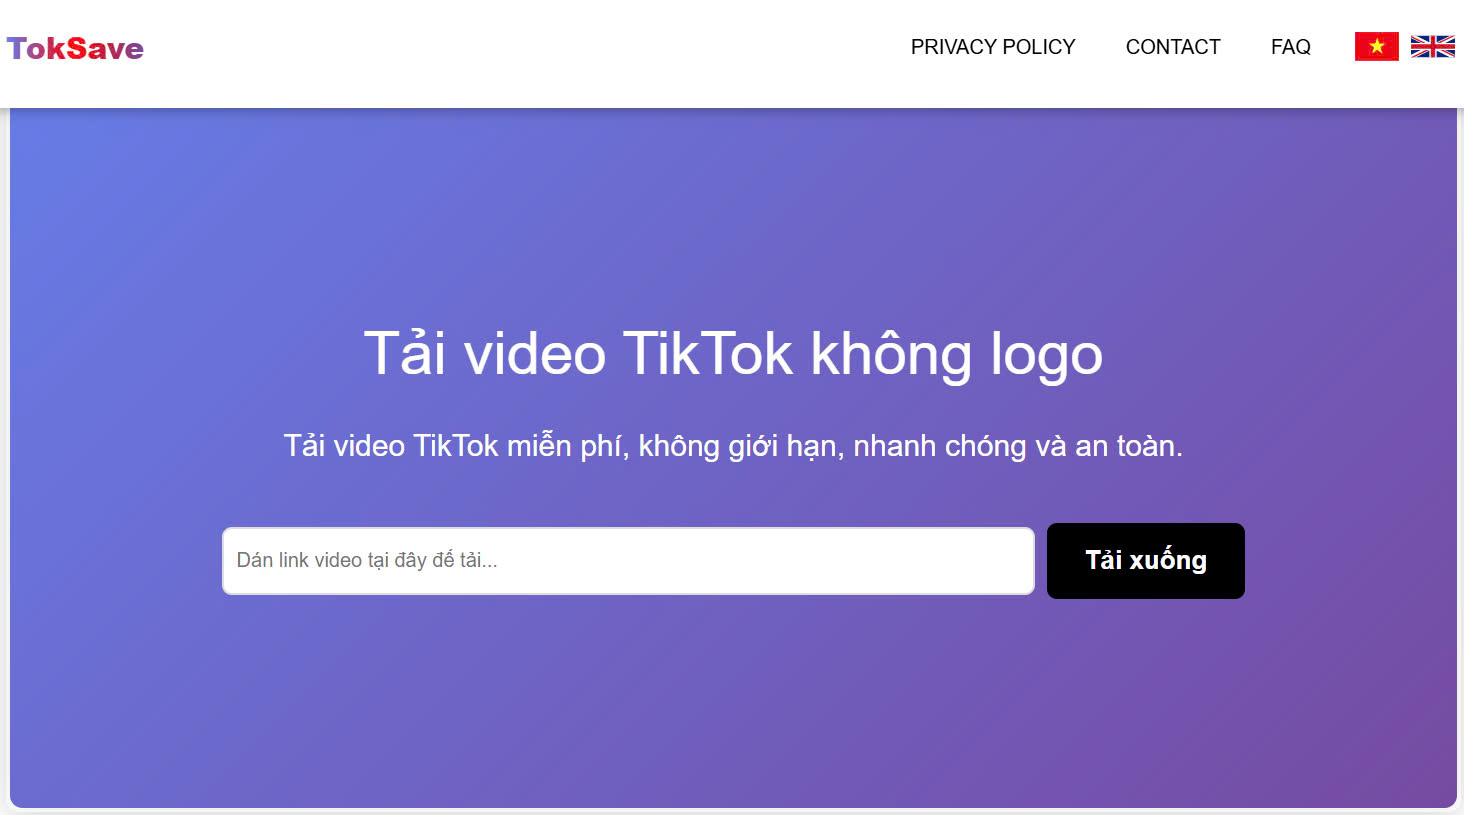 TokSave
PRIVACY POLICY CONTACT FAQ
Tải video TikTok không logo
Tải video TikTok miễn phí, không giới hạn, nhanh chóng và an toàn.
Dán link video tại đây để tải...
Tải xuống